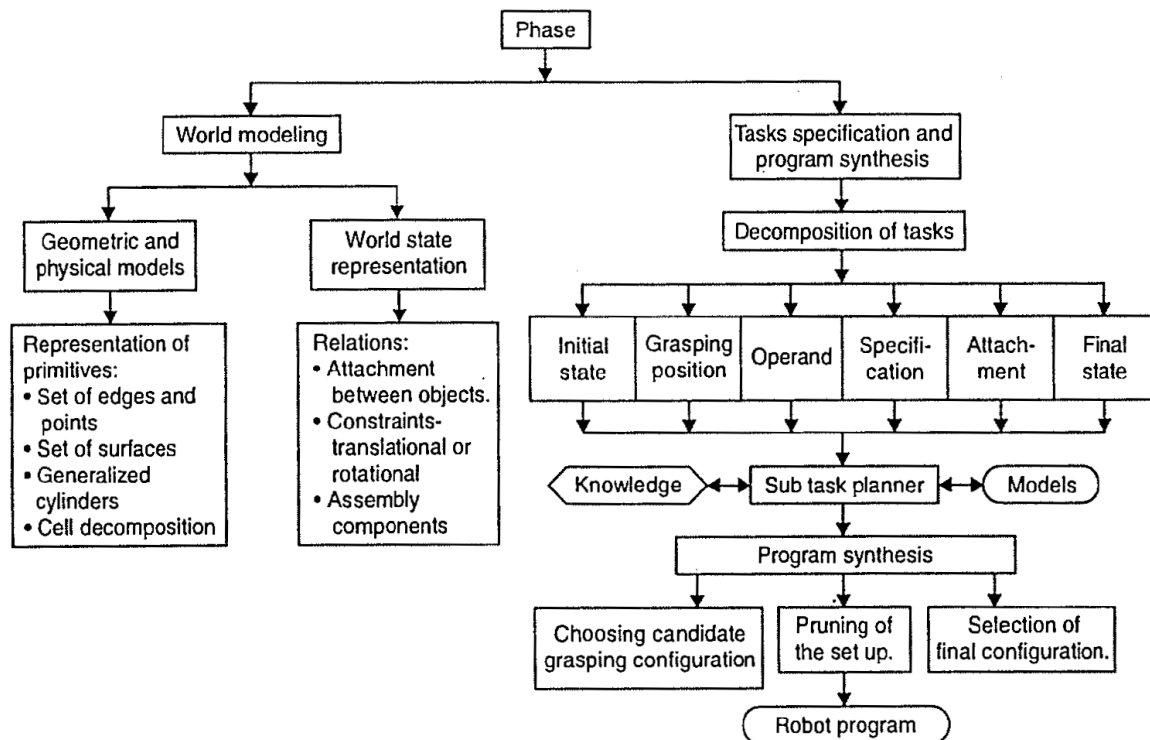 Phase
World modeling
Tasks specification and
program synthesis
Geometric and
physical models
World state
representation
Decomposition of tasks
Representation of
primitives:
• Set of edges and
points
• Set of surfaces
• Generalized
cylinders
• Cell decomposition
Relations:
• Attachment
between objects.
• Constraints-
translational or
rotational
• Assembly
components
Initial
state
Grasping
position
Operand
Specifi-
cation
Attach-
ment
Final
state
Knowledge
Sub task planner
Models
Program synthesis
Choosing candidate
grasping configuration
Pruning of
the set up.
Selection of
final configuration.
Robot program